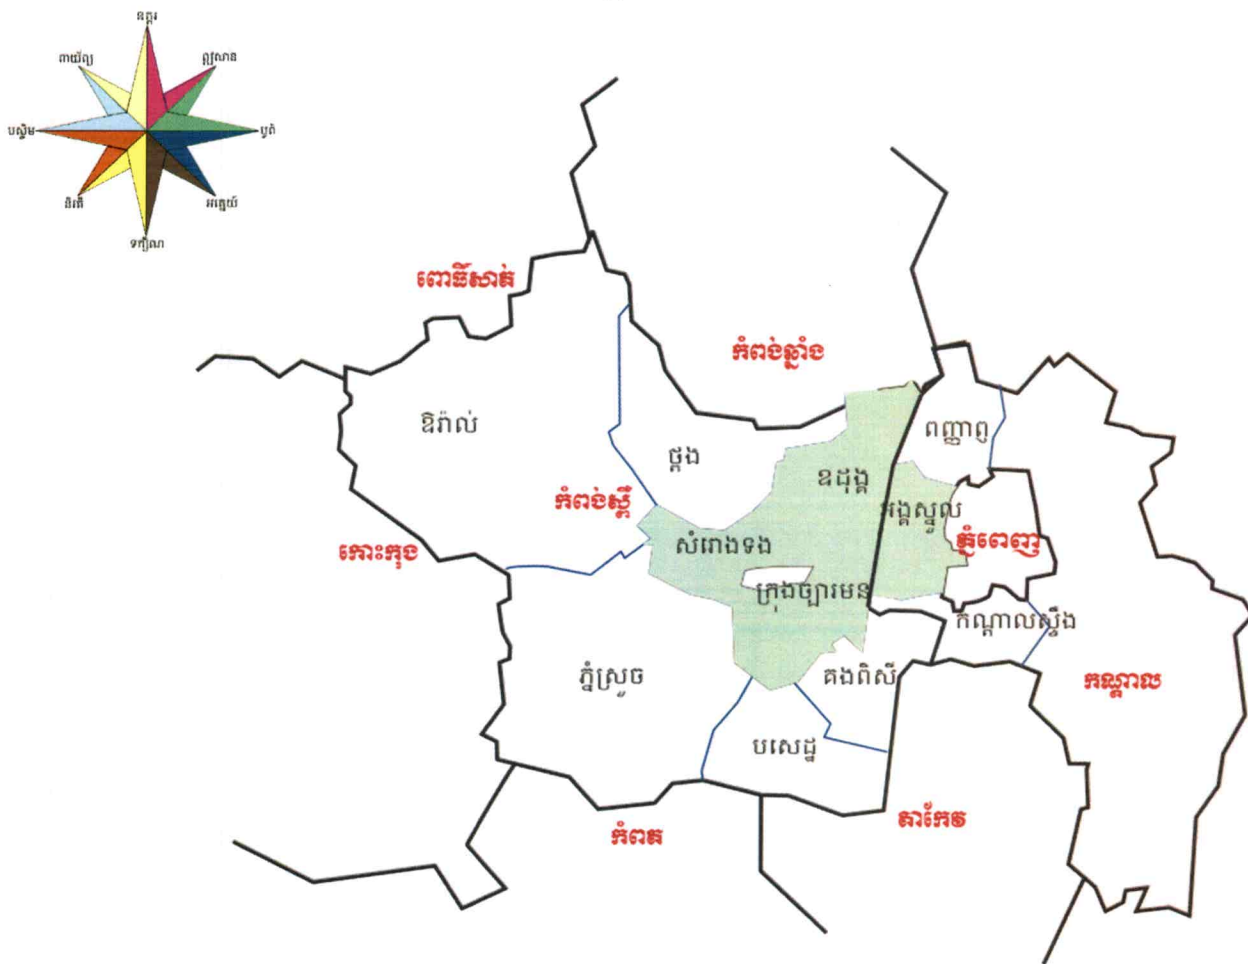 ឧត្តរ
ពាយ័ព្យ
ឦសាន
បស្ចិម
បូព៌
និរតី
អាគ្នេយ៍
ទក្សិណ
ពោធិ៍សាត់
កំពង់ឆ្នាំង
ឱរ៉ាល់
ថ្ពង
ពញ្ញាឮ
ឧដុង្គ
កំពង់ស្ពឺ
អង្គស្នួល
សំរោងទង
ភ្នំពេញ
កោះកុង
ក្រុងច្បារមន
កណ្តាលស្ទឹង
ភ្នំស្រួច
គងពិសី
កណ្តាល
បសេដ្ឋ
កំពត
តាកែវ